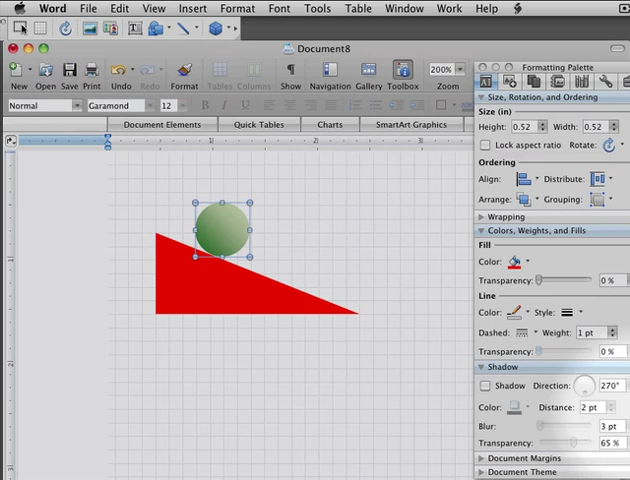 Word File Edit View Insert Format Font Tools Table Window Work Help
Document8
New Open Save Print Undo Redo Format Tables Columns Show Navigation Gallery Toolbox Zoom
200%
Normal Garamond 12 B I U
Document Elements Quick Tables Charts SmartArt Graphics
Formatting Palette
Size, Rotation, and Ordering
Size (in)
Height: 0.52 Width: 0.52
Lock aspect ratio Rotate:
Ordering
Align: Distribute:
Arrange: Grouping:
Wrapping
Colors, Weights, and Fills
Fill
Color:
Transparency: 0 %
Line
Color: Style:
Dashed: Weight: 1 pt
Transparency: 0 %
Shadow
Shadow Direction: 270°
Color: Distance: 2 pt
Blur: 3 pt
Transparency: 65 %
Document Margins
Document Theme